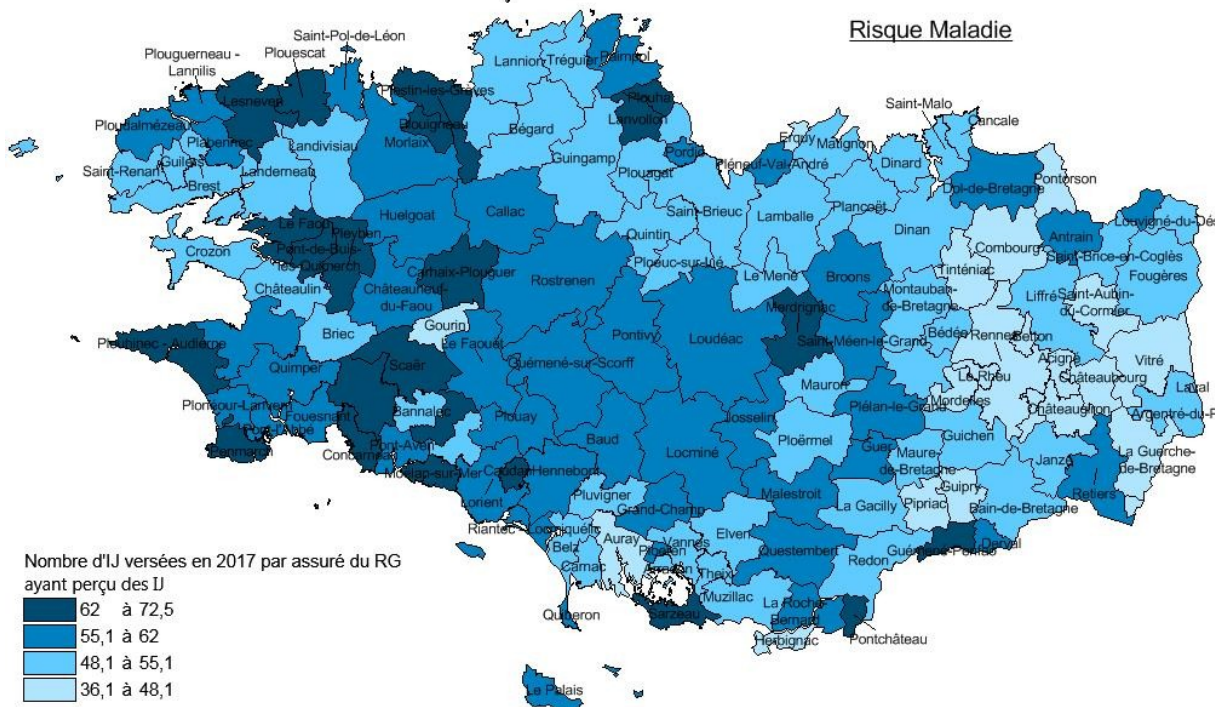 Risque Maladie
Saint-Pol-de-Léon
Plouguerneau -
Lannilis
Plouescat
Lesneven
Plestin-les-Grèves
Plouigneau
Lannion
Tréguier
Paimpol
Plouha
Lanvollon
Saint-Malo
Cancale
Ploudalmézeau
Plabennec
Landivisiau
Morlaix
Bégard
Guingamp
Pordic
Pléneuf-Val-André
Erquy
Matignon
Dinard
Dol-de-Bretagne
Pontorson
Saint-Renan
Guilers
Brest
Landerneau
Plouagat
Huelgoat
Callac
Saint-Brieuc
Lamballe
Plancoët
Dinan
Combourg
Antrain
Louvigné-du-Dés
Le Faou
Pleyben
Pont-de-Buis-
lès-Quimerch
Quintin
Ploeuc-sur-Lié
Tinténiac
Saint-Brice-en-Coglès
Fougères
Crozon
Carhaix-Plouguer
Rostrenen
Le Mené
Broons
Montauban-
de-Bretagne
Liffré
Saint-Aubin-
du-Cormier
Châteaulin
Châteauneuf-
du-Faou
Merdrignac
Gourin
Briec
Le Faouët
Pontivy
Loudéac
Saint-Méen-le-Grand
Bédée
Rennes
Betton
Vitré
Pleubinec - Audierne
Scaër
Quimper
Guémené-sur-Scorff
Acigné
Châteaubourg
Le Rheu
Mauron
Mordelles
Laval
Plonéour-Lanvern
Fouesnant
Pont-l'Abbé
Bannalec
Plouay
Josselin
Plélan-le-Grand
Châteaugiron
Argentré-du-P
Penmarch
Concarneau
Pont-Aven
Baud
Ploërmel
Guer
Maure-
de-Bretagne
Guichen
Janzé
La Guerche-
de-Bretagne
Moëlan-sur-Mer
Caudan
Hennebont
Locminé
Lorient
Pluvigner
Grand-Champ
Malestroit
La Gacilly
Pipriac
Guipry
Bain-de-Bretagne
Retiers
Riantec - Locmiquélic
Belz
Auray
Vannes
Elven
Questembert
Redon
Guémené-Penfao
Derval
Carnac
Theix
Muzillac
Sarzeau
Quiberon
La Roche-
Bernard
Herbignac
Pontchâteau
Le Palais
Nombre d'IJ versées en 2017 par assuré du RG
ayant perçu des IJ
62 à 72,5
55,1 à 62
48,1 à 55,1
36,1 à 48,1